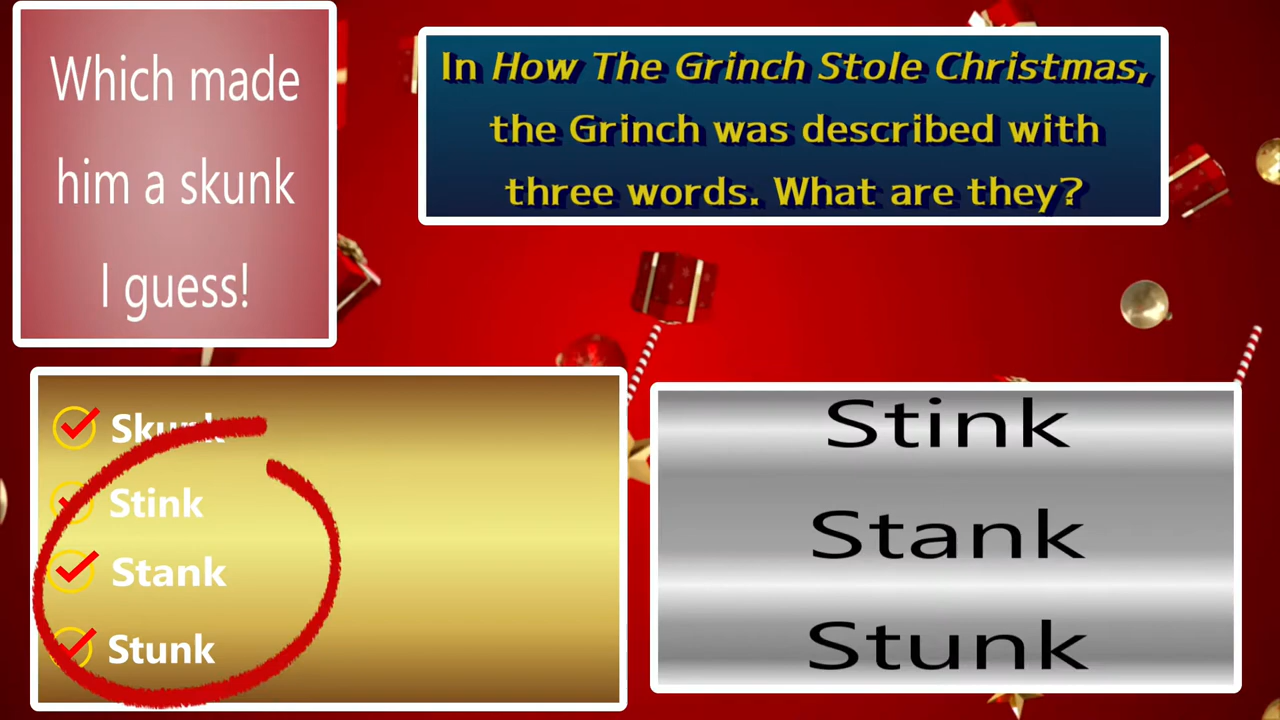 Which made
him a skunk
I guess!
In How The Grinch Stole Christmas,
the Grinch was described with
three words. What are they?
Skunk
Stink
Stank
Stunk
Stink
Stank
Stunk